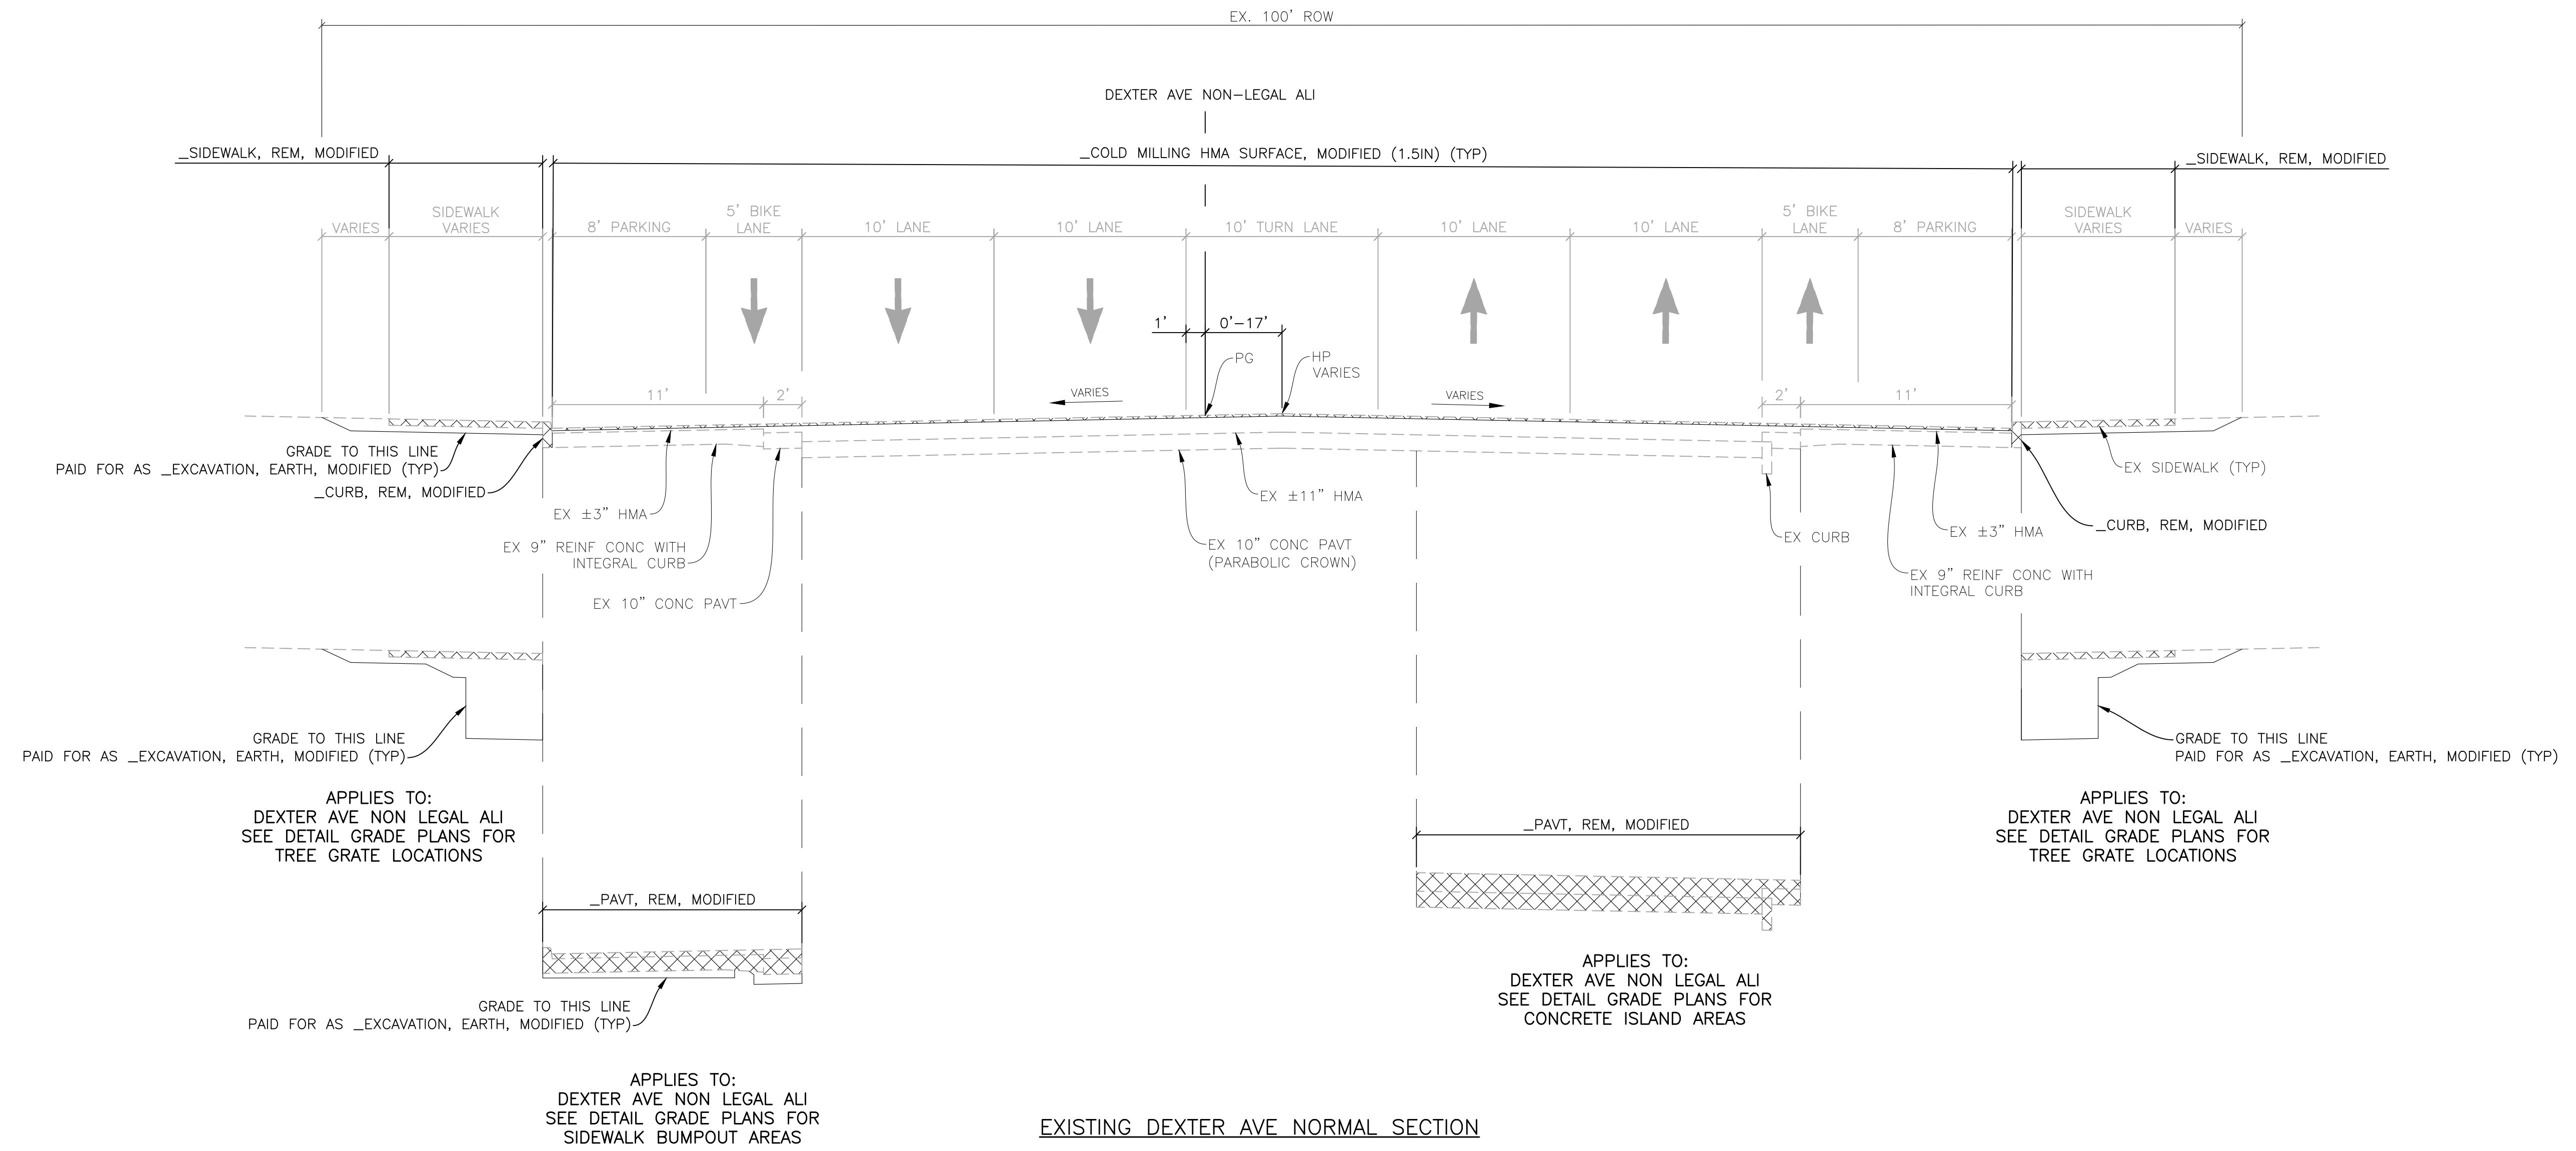 EX. 100' ROW
DEXTER AVE NON-LEGAL ALI
_SIDEWALK, REM, MODIFIED
_COLD MILLING HMA SURFACE, MODIFIED (1.5IN) (TYP)
_SIDEWALK, REM, MODIFIED
VARIES
SIDEWALK
VARIES
8' PARKING
5' BIKE
LANE
10' LANE
10' LANE
10' TURN LANE
10' LANE
10' LANE
5' BIKE
LANE
8' PARKING
SIDEWALK
VARIES
VARIES
1'
0'-17'
PG
HP
VARIES
11'
2'
VARIES
VARIES
2'
11'
GRADE TO THIS LINE
PAID FOR AS _EXCAVATION, EARTH, MODIFIED (TYP)
_CURB, REM, MODIFIED
EX ±3" HMA
EX 9" REINF CONC WITH
INTEGRAL CURB
EX 10" CONC PAVT
EX ±11" HMA
EX 10" CONC PAVT
(PARABOLIC CROWN)
EX CURB
EX SIDEWALK (TYP)
_CURB, REM, MODIFIED
EX ±3" HMA
EX 9" REINF CONC WITH
INTEGRAL CURB
GRADE TO THIS LINE
PAID FOR AS _EXCAVATION, EARTH, MODIFIED (TYP)
APPLIES TO:
DEXTER AVE NON LEGAL ALI
SEE DETAIL GRADE PLANS FOR
TREE GRATE LOCATIONS
GRADE TO THIS LINE
PAID FOR AS _EXCAVATION, EARTH, MODIFIED (TYP)
APPLIES TO:
DEXTER AVE NON LEGAL ALI
SEE DETAIL GRADE PLANS FOR
TREE GRATE LOCATIONS
_PAVT, REM, MODIFIED
_PAVT, REM, MODIFIED
GRADE TO THIS LINE
PAID FOR AS _EXCAVATION, EARTH, MODIFIED (TYP)
APPLIES TO:
DEXTER AVE NON LEGAL ALI
SEE DETAIL GRADE PLANS FOR
CONCRETE ISLAND AREAS
APPLIES TO:
DEXTER AVE NON LEGAL ALI
SEE DETAIL GRADE PLANS FOR
SIDEWALK BUMPOUT AREAS
EXISTING DEXTER AVE NORMAL SECTION